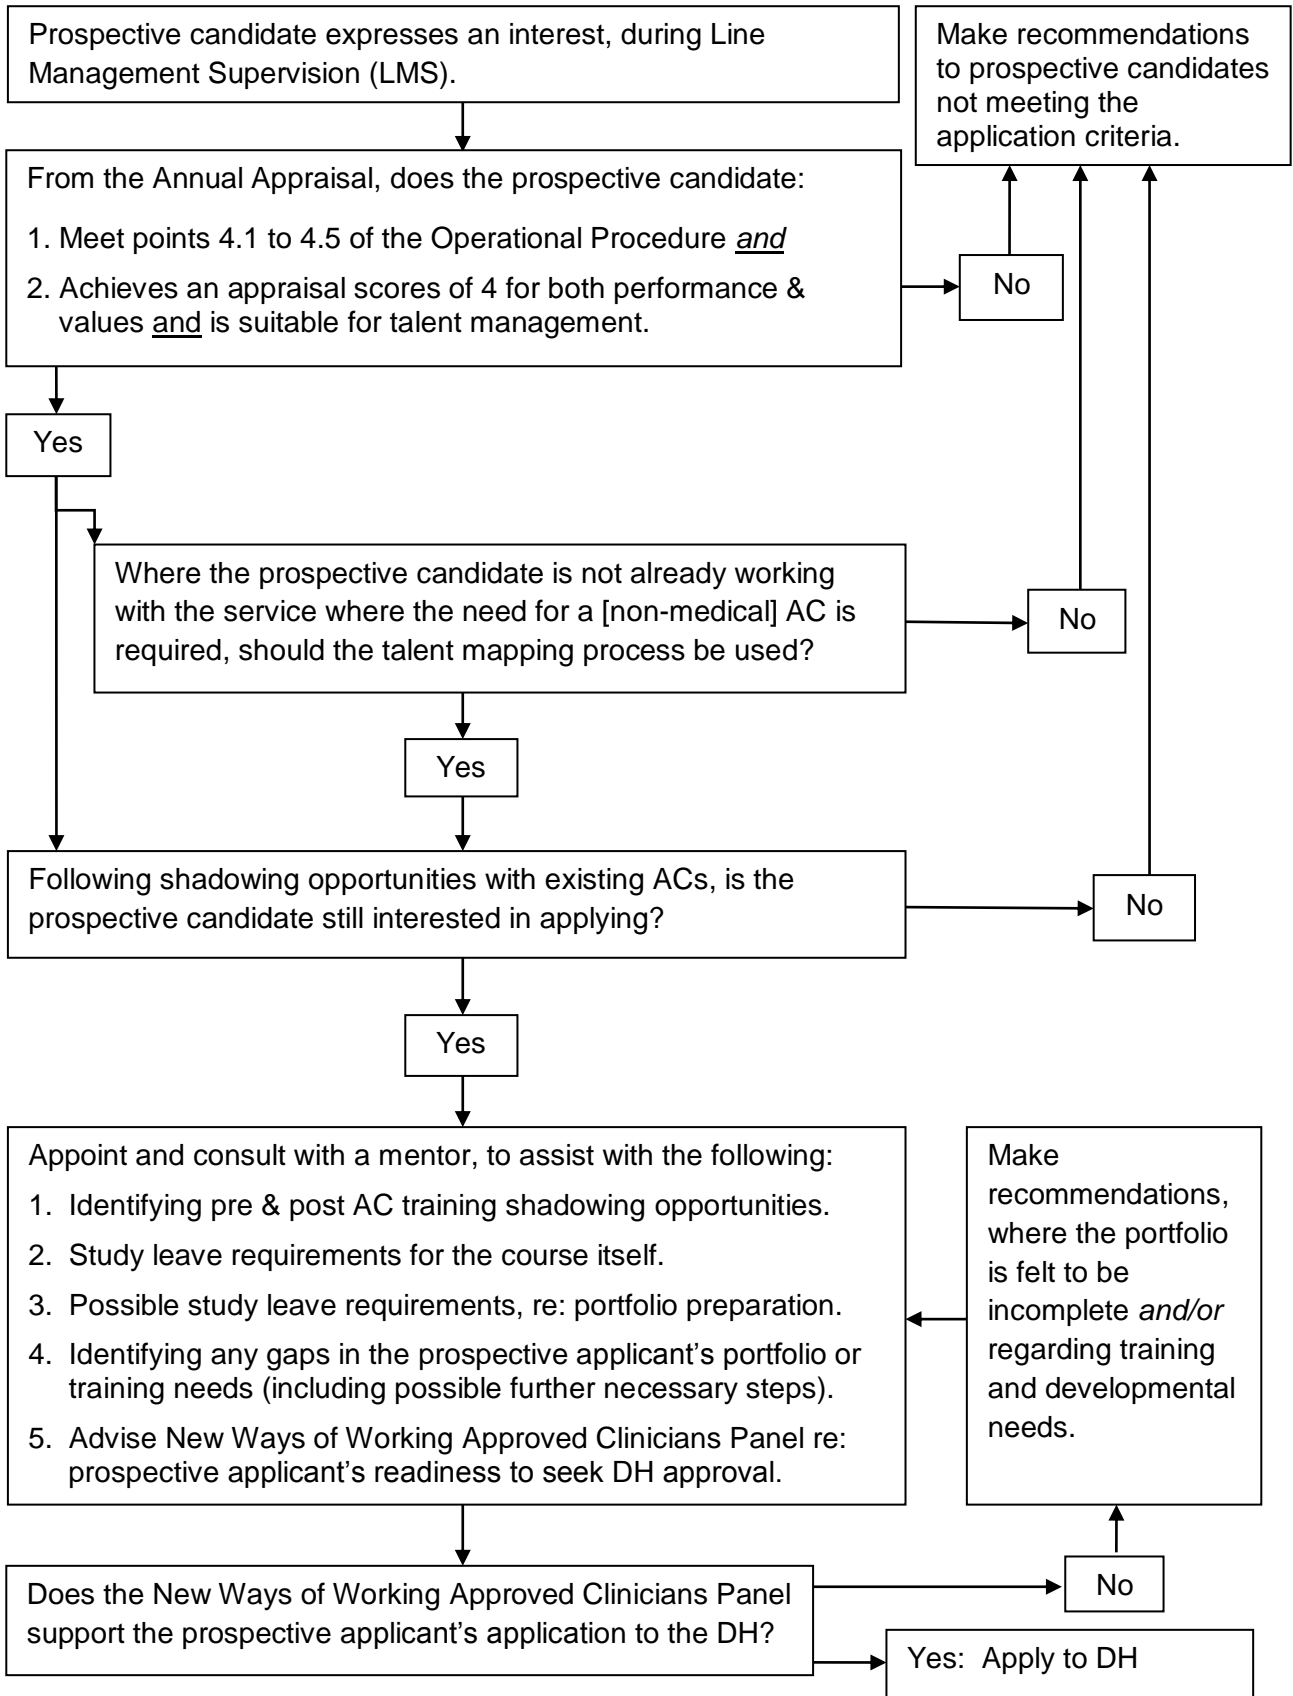 Prospective candidate expresses an interest, during Line
Management Supervision (LMS).
Make recommendations
to prospective candidates
not meeting the
application criteria.
From the Annual Appraisal, does the prospective candidate:
1. Meet points 4.1 to 4.5 of the Operational Procedure and
2. Achieves an appraisal scores of 4 for both performance &
values and is suitable for talent management.
No
Yes
Where the prospective candidate is not already working
with the service where the need for a [non-medical] AC is
required, should the talent mapping process be used?
No
Yes
Following shadowing opportunities with existing ACs, is the
prospective candidate still interested in applying?
No
Yes
Appoint and consult with a mentor, to assist with the following:
1. Identifying pre & post AC training shadowing opportunities.
2. Study leave requirements for the course itself.
3. Possible study leave requirements, re: portfolio preparation.
4. Identifying any gaps in the prospective applicant's portfolio or
training needs (including possible further necessary steps).
5. Advise New Ways of Working Approved Clinicians Panel re:
prospective applicant's readiness to seek DH approval.
Make
recommendations,
where the portfolio
is felt to be
incomplete and/or
regarding training
and developmental
needs.
Does the New Ways of Working Approved Clinicians Panel
support the prospective applicant's application to the DH?
No
Yes: Apply to DH